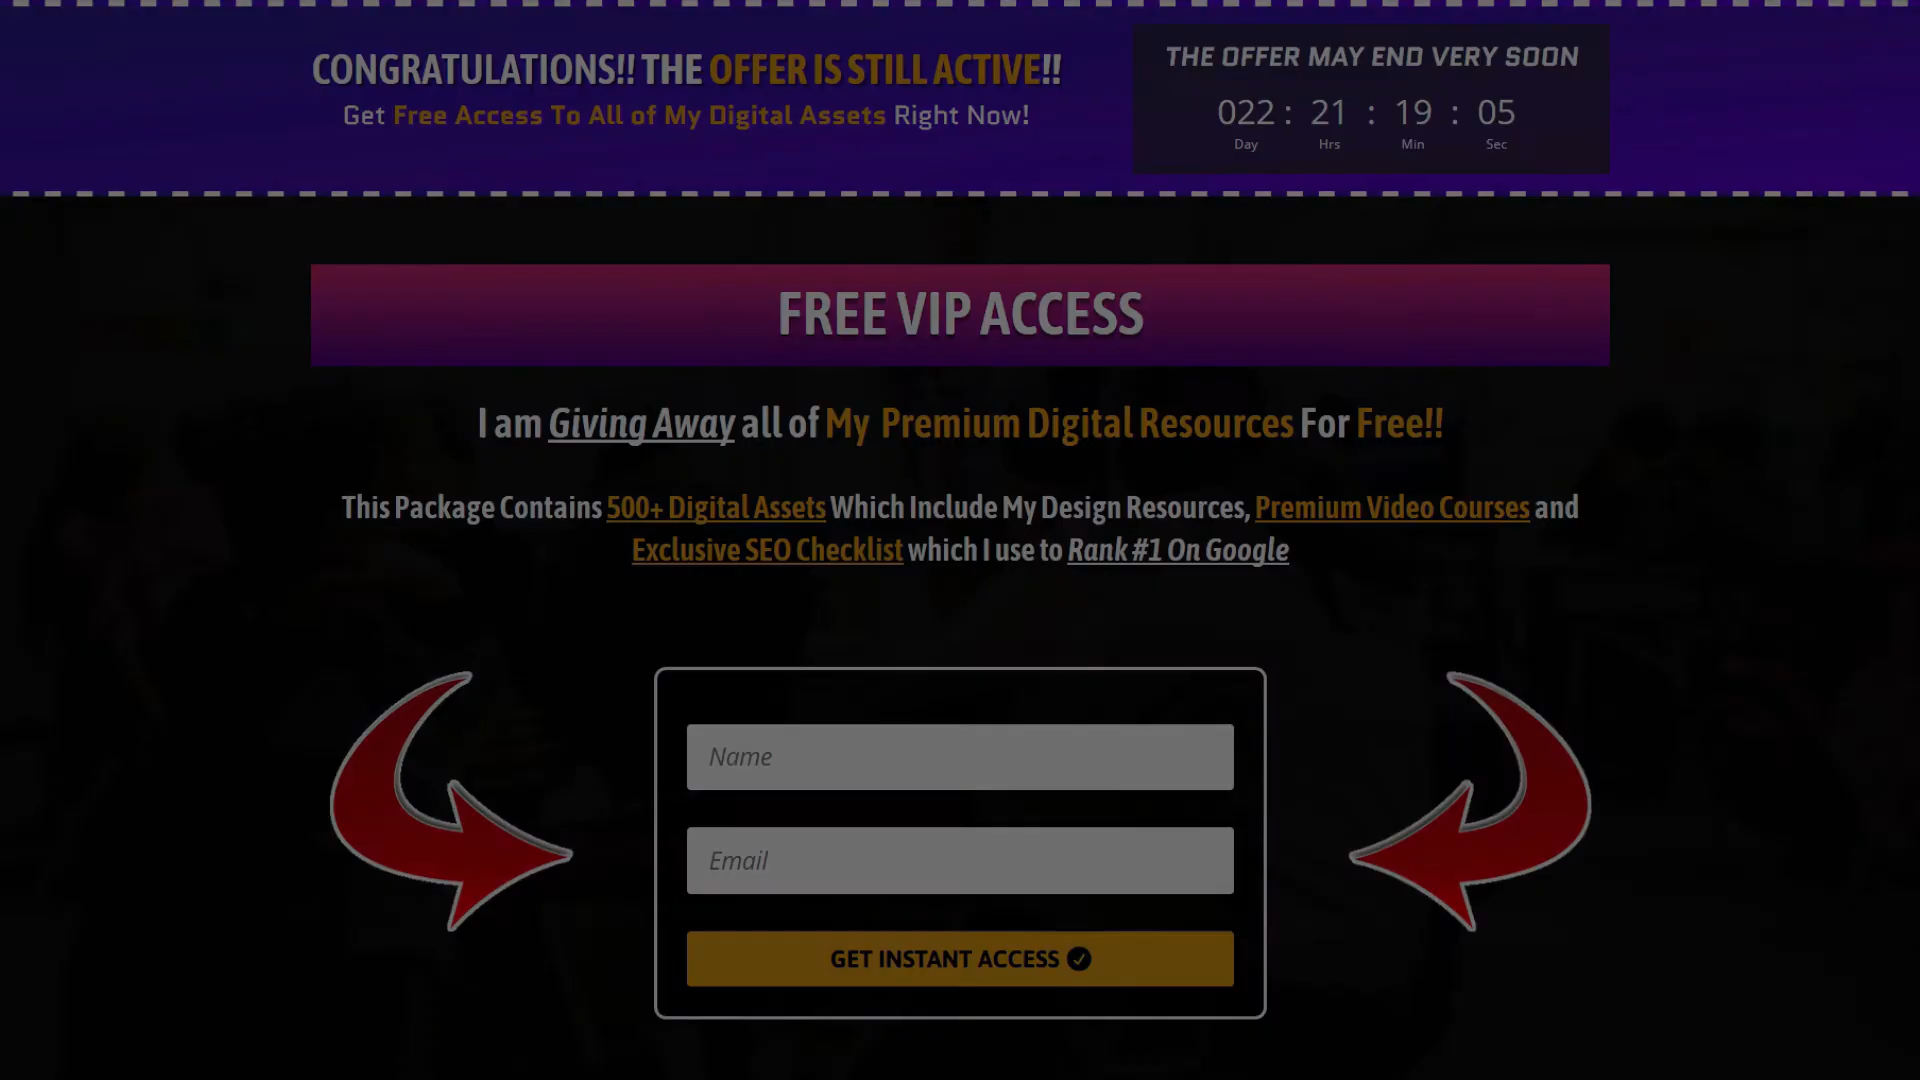 CONGRATULATIONS!! THE OFFER IS STILL ACTIVE!!
Get Free Access To All of My Digital Assets Right Now!
THE OFFER MAY END VERY SOON
022 : 21 : 19 : 05
Day Hrs Min Sec
FREE VIP ACCESS
I am Giving Away all of My Premium Digital Resources For Free!!
This Package Contains 500+ Digital Assets Which Include My Design Resources, Premium Video Courses and
Exclusive SEO Checklist which I use to Rank #1 On Google
Name
Email
GET INSTANT ACCESS